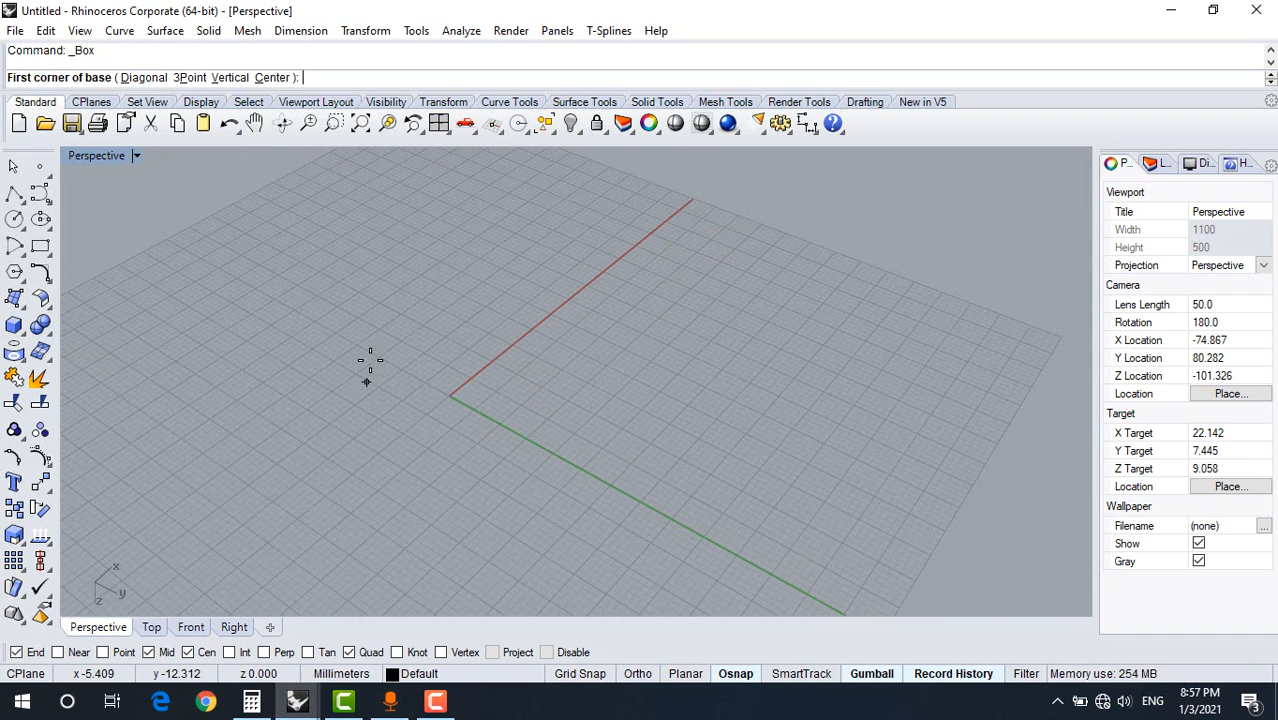 Untitled - Rhinoceros Corporate (64-bit) - [Perspective]
File Edit View Curve Surface Solid Mesh Dimension Transform Tools Analyze Render Panels T-Splines Help
Command: _Box
First corner of base ( Diagonal 3Point Vertical Center ):
Standard CPlanes Set View Display Select Viewport Layout Visibility Transform Curve Tools Surface Tools Solid Tools Mesh Tools Render Tools Drafting New in V5
Perspective
P... L... Di... H...
Viewport
Title Perspective
Width 1100
Height 500
Projection Perspective
Camera
Lens Length 50.0
Rotation 180.0
X Location -74.867
Y Location 80.282
Z Location -101.326
Location Place...
Target
X Target 22.142
Y Target 7.445
Z Target 9.058
Location Place...
Wallpaper
Filename (none) ...
Show
Gray
x
y
z
Perspective Top Front Right
End Near Point Mid Cen Int Perp Tan Quad Knot Vertex Project Disable
CPlane x -5.409 y -12.312 z 0.000 Millimeters Default Grid Snap Ortho Planar Osnap SmartTrack Gumball Record History Filter Memory use: 254 MB
ENG 8:57 PM
1/3/2021 3